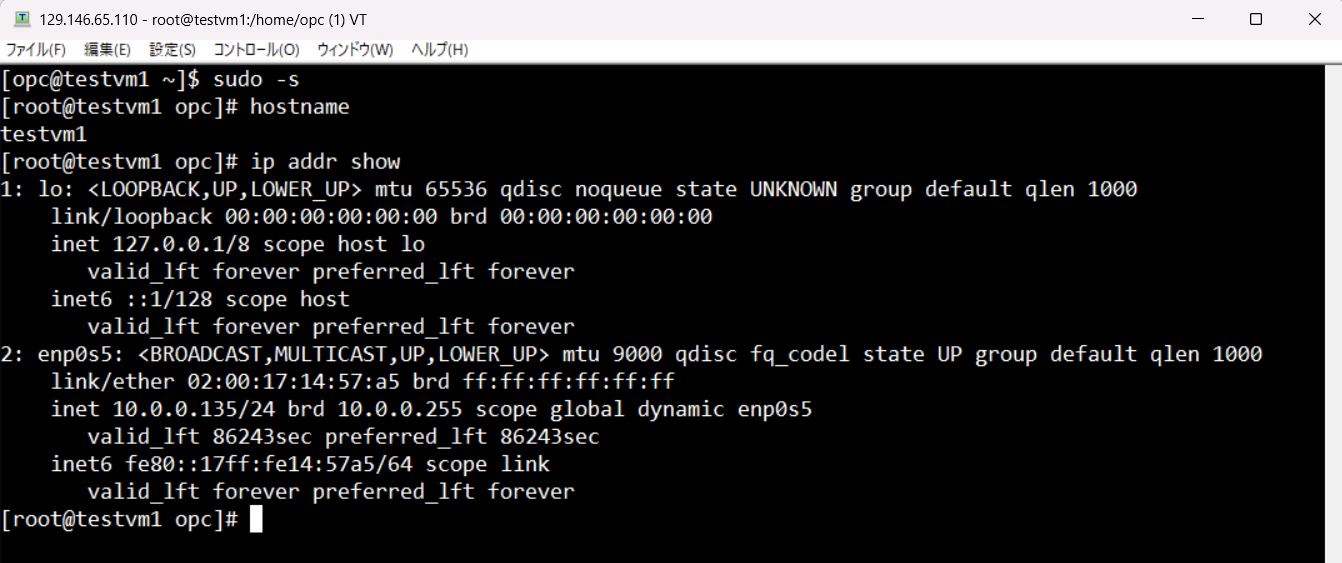 129.146.65.110 - root@testvm1:/home/opc (1) VT
ファイル(F) 編集(E) 設定(S) コントロール(O) ウィンドウ(W) ヘルプ(H)
[opc@testvm1 ~]$ sudo -s
[root@testvm1 opc]# hostname
testvm1
[root@testvm1 opc]# ip addr show
1: lo: <LOOPBACK,UP,LOWER_UP> mtu 65536 qdisc noqueue state UNKNOWN group default qlen 1000
    link/loopback 00:00:00:00:00:00 brd 00:00:00:00:00:00
    inet 127.0.0.1/8 scope host lo
       valid_lft forever preferred_lft forever
    inet6 ::1/128 scope host
       valid_lft forever preferred_lft forever
2: enp0s5: <BROADCAST,MULTICAST,UP,LOWER_UP> mtu 9000 qdisc fq_codel state UP group default qlen 1000
    link/ether 02:00:17:14:57:a5 brd ff:ff:ff:ff:ff:ff
    inet 10.0.0.135/24 brd 10.0.0.255 scope global dynamic enp0s5
       valid_lft 86243sec preferred_lft 86243sec
    inet6 fe80::17ff:fe14:57a5/64 scope link
       valid_lft forever preferred_lft forever
[root@testvm1 opc]#